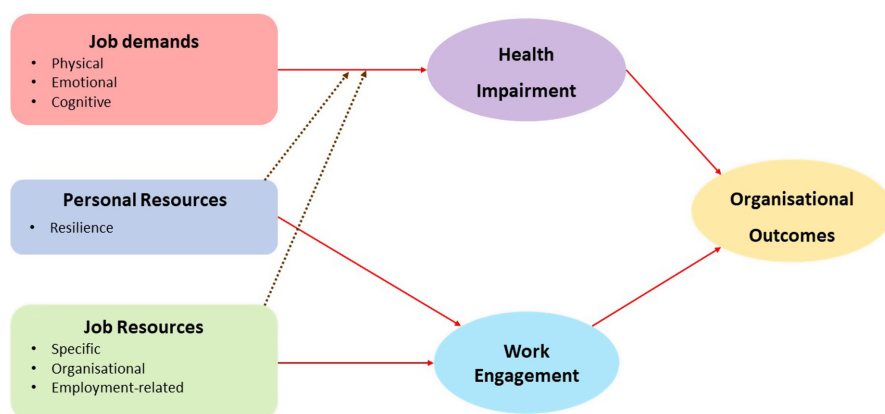 Job demands
• Physical
• Emotional
• Cognitive
Health
Impairment
Personal Resources
• Resilience
Organisational
Outcomes
Job Resources
• Specific
• Organisational
• Employment-related
Work
Engagement